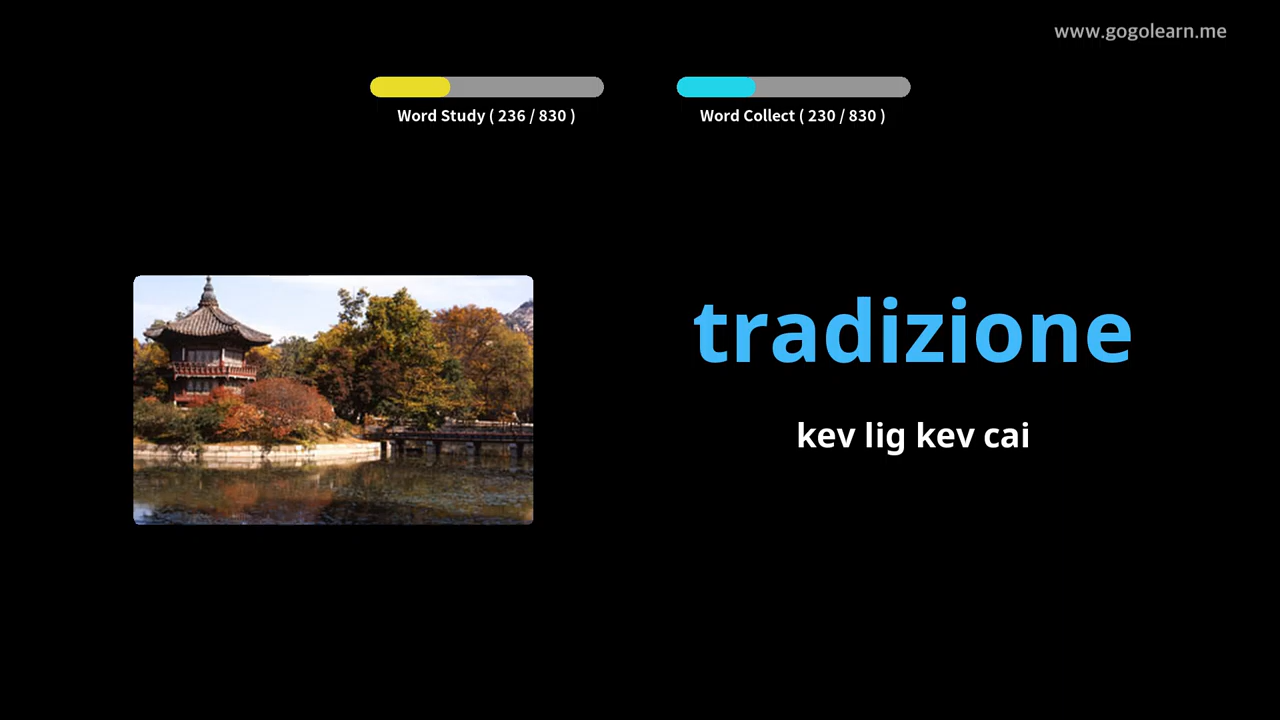 www.gogolearn.me
Word Study ( 236 / 830 )
Word Collect ( 230 / 830 )
tradizione
kev lig kev cai